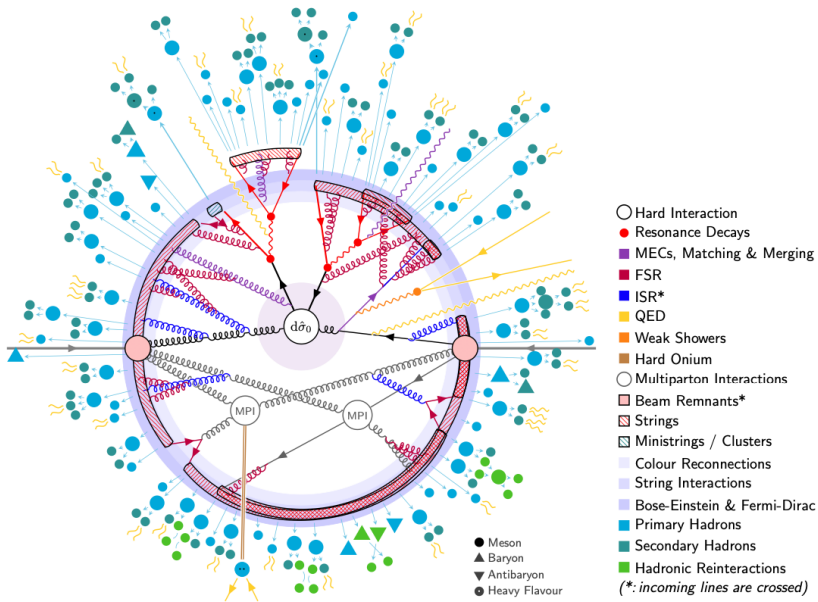 dσ̂₀
MPI
MPI
Meson
Baryon
Antibaryon
Heavy Flavour
Hard Interaction
Resonance Decays
MECs, Matching & Merging
FSR
ISR*
QED
Weak Showers
Hard Onium
Multiparton Interactions
Beam Remnants*
Strings
Ministrings / Clusters
Colour Reconnections
String Interactions
Bose-Einstein & Fermi-Dirac
Primary Hadrons
Secondary Hadrons
Hadronic Reinteractions
(*: incoming lines are crossed)